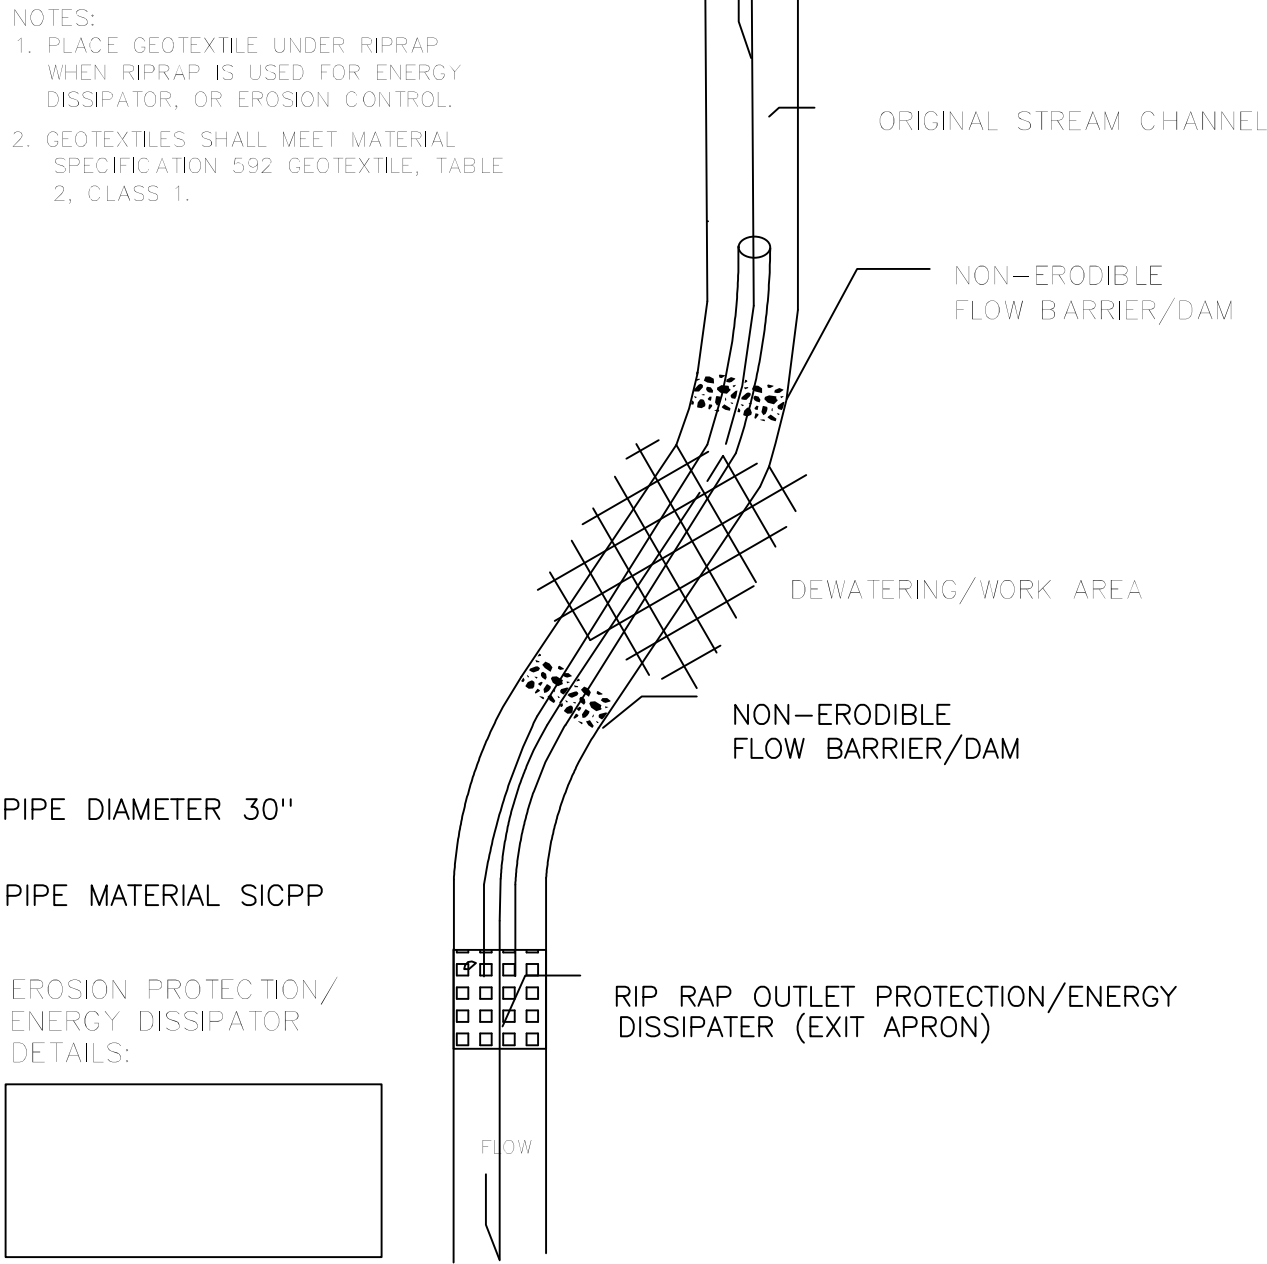 NOTES:
1. PLACE GEOTEXTILE UNDER RIPRAP
WHEN RIPRAP IS USED FOR ENERGY
DISSIPATOR, OR EROSION CONTROL.
2. GEOTEXTILES SHALL MEET MATERIAL
SPECIFICATION 592 GEOTEXTILE, TABLE
2, CLASS 1.
ORIGINAL STREAM CHANNEL
NON-ERODIBLE
FLOW BARRIER/DAM
DEWATERING/WORK AREA
NON-ERODIBLE
FLOW BARRIER/DAM
PIPE DIAMETER 30"
PIPE MATERIAL SICPP
EROSION PROTECTION/
ENERGY DISSIPATOR
DETAILS:
RIP RAP OUTLET PROTECTION/ENERGY
DISSIPATER (EXIT APRON)
FLOW